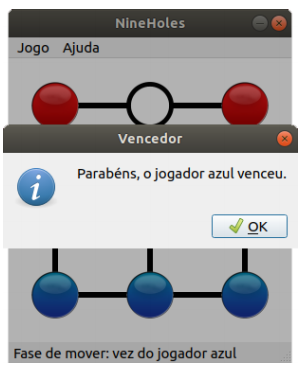 NineHoles
Jogo Ajuda
Vencedor
Parabéns, o jogador azul venceu.
OK
Fase de mover: vez do jogador azul